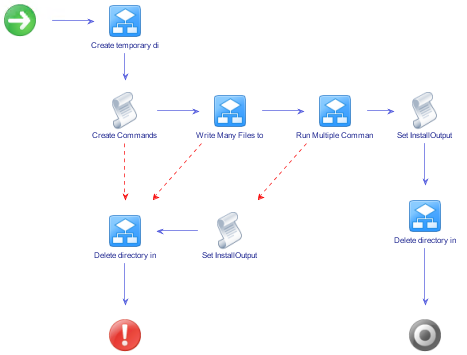 Create temporary di
Create Commands
Write Many Files to
Run Multiple Comman
Set InstallOutput
Delete directory in
Set InstallOutput
Delete directory in